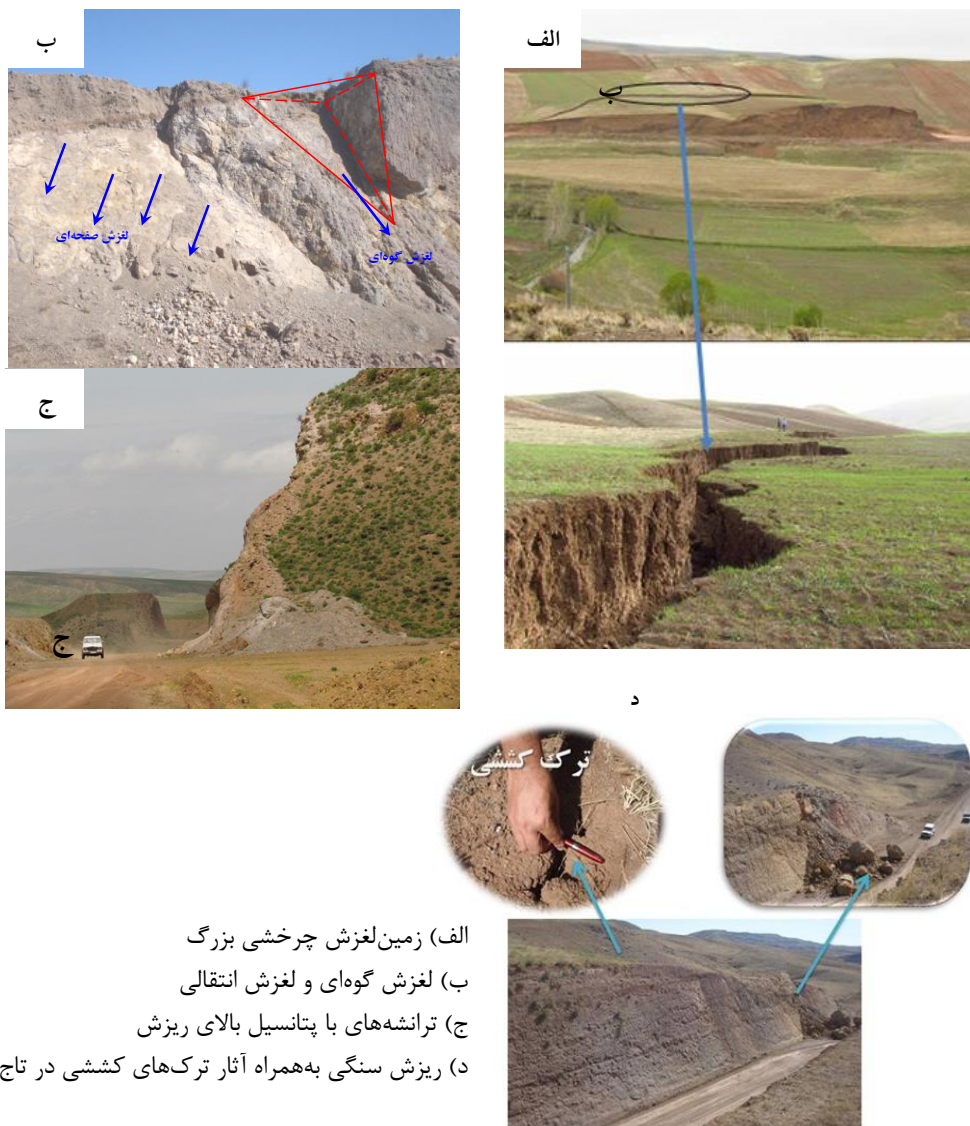 الف
ب
ب
لغزش صفحه‌ای
لغزش گوه‌ای
ج
ج
د
ترک کششی
الف) زمین‌لغزش چرخشی بزرگ
ب) لغزش گوه‌ای و لغزش انتقالی
ج) ترانشه‌های با پتانسیل بالای ریزش
د) ریزش سنگی به‌همراه آثار ترک‌های کششی در تاج